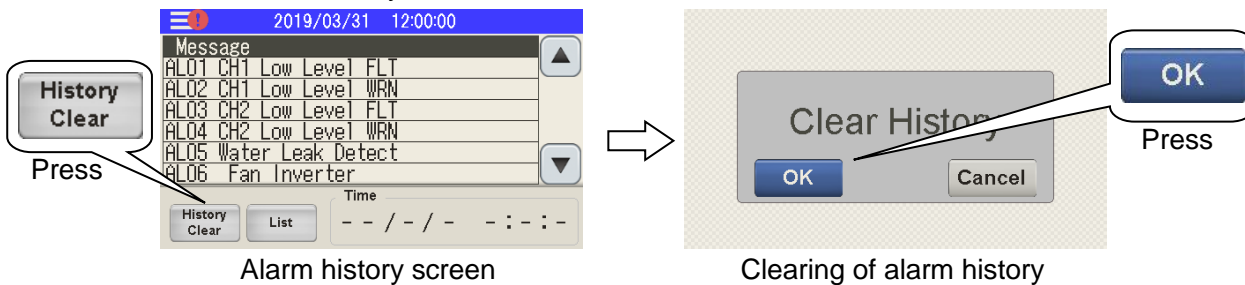 2019/03/31 12:00:00
Message
AL01 CH1 Low Level FLT
AL02 CH1 Low Level WRN
AL03 CH2 Low Level FLT
AL04 CH2 Low Level WRN
AL05 Water Leak Detect
AL06 Fan Inverter
History
Clear
Press
History
Clear
List
Time
- - / - / - - : - : -
Alarm history screen
Clear History
OK
Cancel
OK
Press
Clearing of alarm history